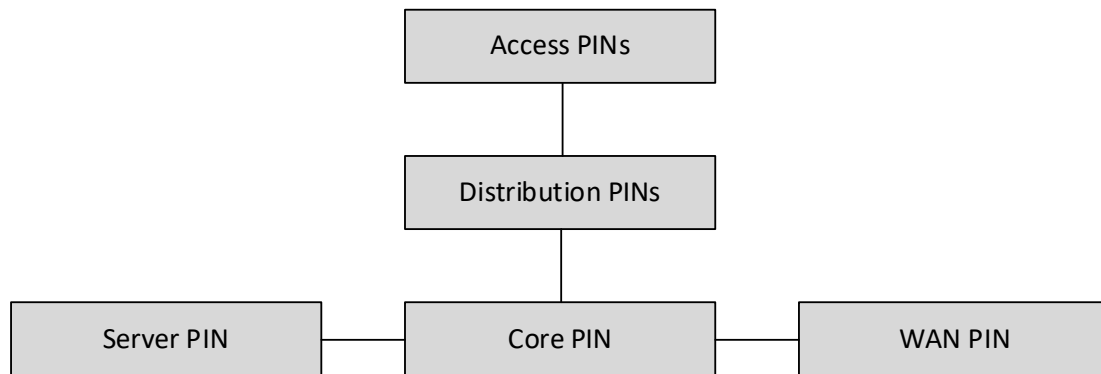 Access PINs
Distribution PINs
Server PIN
Core PIN
WAN PIN